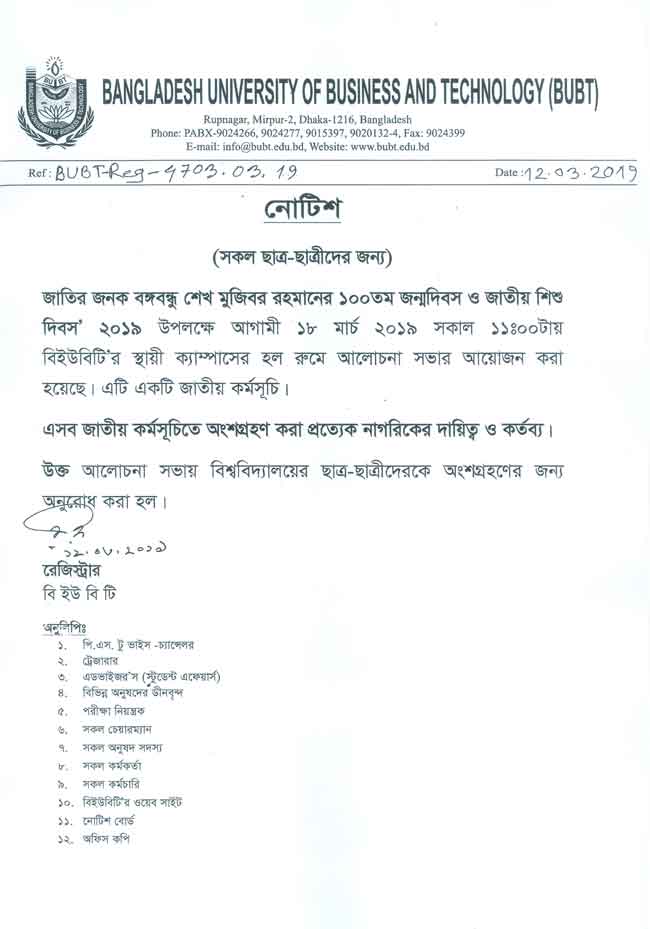 BANGLADESH UNIVERSITY OF BUSINESS AND TECHNOLOGY (BUBT)
Rupnagar, Mirpur-2, Dhaka-1216, Bangladesh
Phone: PABX-9024266, 9024277, 9015397, 9020132-4, Fax: 9024399
E-mail: info@bubt.edu.bd, Website: www.bubt.edu.bd
Ref : BUBT-Reg-4703.03.19 Date : 12.03.2019
নোটিশ
(সকল ছাত্র-ছাত্রীদের জন্য)
জাতির জনক বঙ্গবন্ধু শেখ মুজিবর রহমানের ১০০তম জন্মদিবস ও জাতীয় শিশু
দিবস’ ২০১৯ উপলক্ষে আগামী ১৮ মার্চ ২০১৯ সকাল ১১ঃ০০টায়
বিইউবিটি’র স্থায়ী ক্যাম্পাসের হল রুমে আলোচনা সভার আয়োজন করা
হয়েছে। এটি একটি জাতীয় কর্মসূচি।
এসব জাতীয় কর্মসূচিতে অংশগ্রহণ করা প্রত্যেক নাগরিকের দায়িত্ব ও কর্তব্য।
উক্ত আলোচনা সভায় বিশ্ববিদ্যালয়ের ছাত্র-ছাত্রীদেরকে অংশগ্রহণের জন্য
অনুরোধ করা হল।
১২.০৩.২০১৯
রেজিস্ট্রার
বি ইউ বি টি
অনুলিপিঃ
১. পি.এস. টু ভাইস -চ্যান্সেলর
২. ট্রেজারার
৩. এডভাইজর’স (স্টুডেন্ট এফেয়ার্স)
৪. বিভিন্ন অনুষদের ডীনবৃন্দ
৫. পরীক্ষা নিয়ন্ত্রক
৬. সকল চেয়ারম্যান
৭. সকল অনুষদ সদস্য
৮. সকল কর্মকর্তা
৯. সকল কর্মচারি
১০. বিইউবিটি’র ওয়েব সাইট
১১. নোটিশ বোর্ড
১২. অফিস কপি